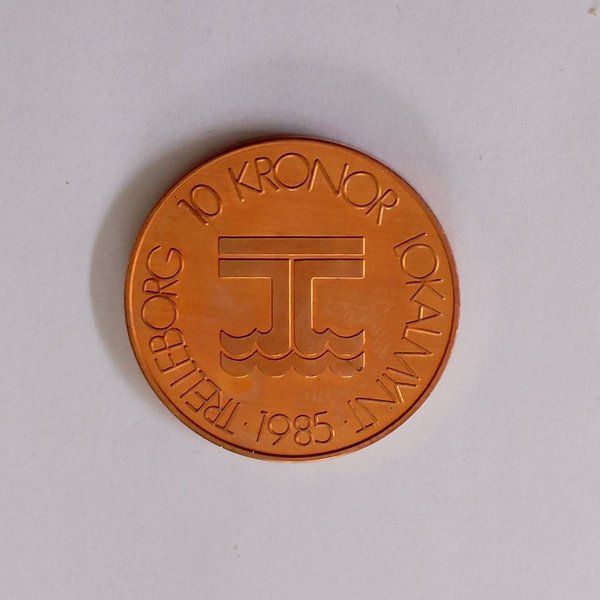 TRELLEBORG 10 KRONOR LOKALMYNT
· 1985 ·